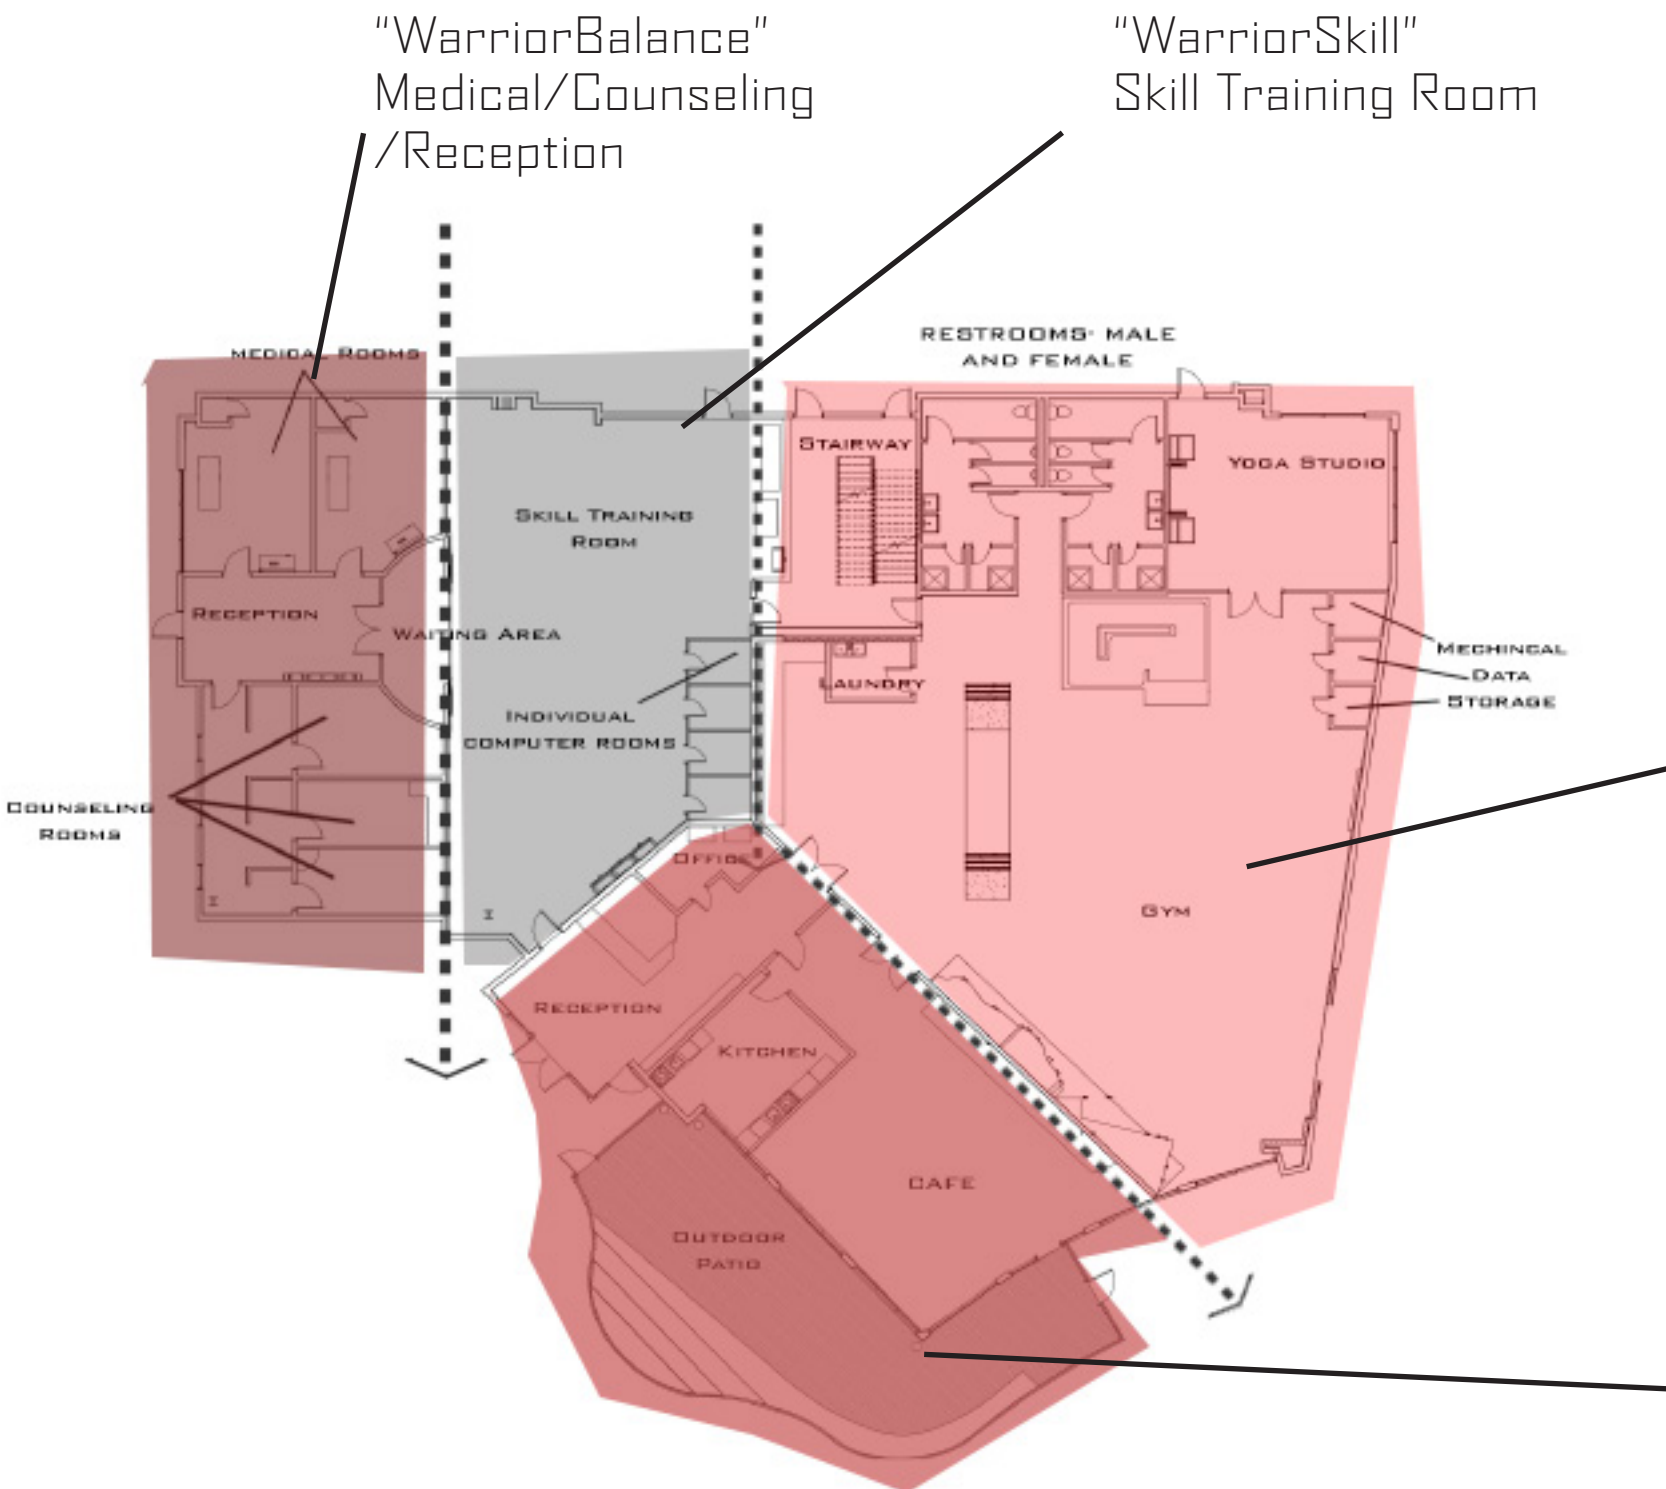 “WarriorBalance”
Medical/Counseling
/Reception
“WarriorSkill”
Skill Training Room
RESTROOMS- MALE
AND FEMALE
MEDICAL ROOMS
STAIRWAY
YOGA STUDIO
SKILL TRAINING
ROOM
RECEPTION
WAITING AREA
MECHINCAL
DATA
STORAGE
LAUNDRY
INDIVIDUAL
COMPUTER ROOMS
COUNSELING
ROOMS
OFFICE
GYM
RECEPTION
KITCHEN
CAFE
OUTDOOR
PATIO